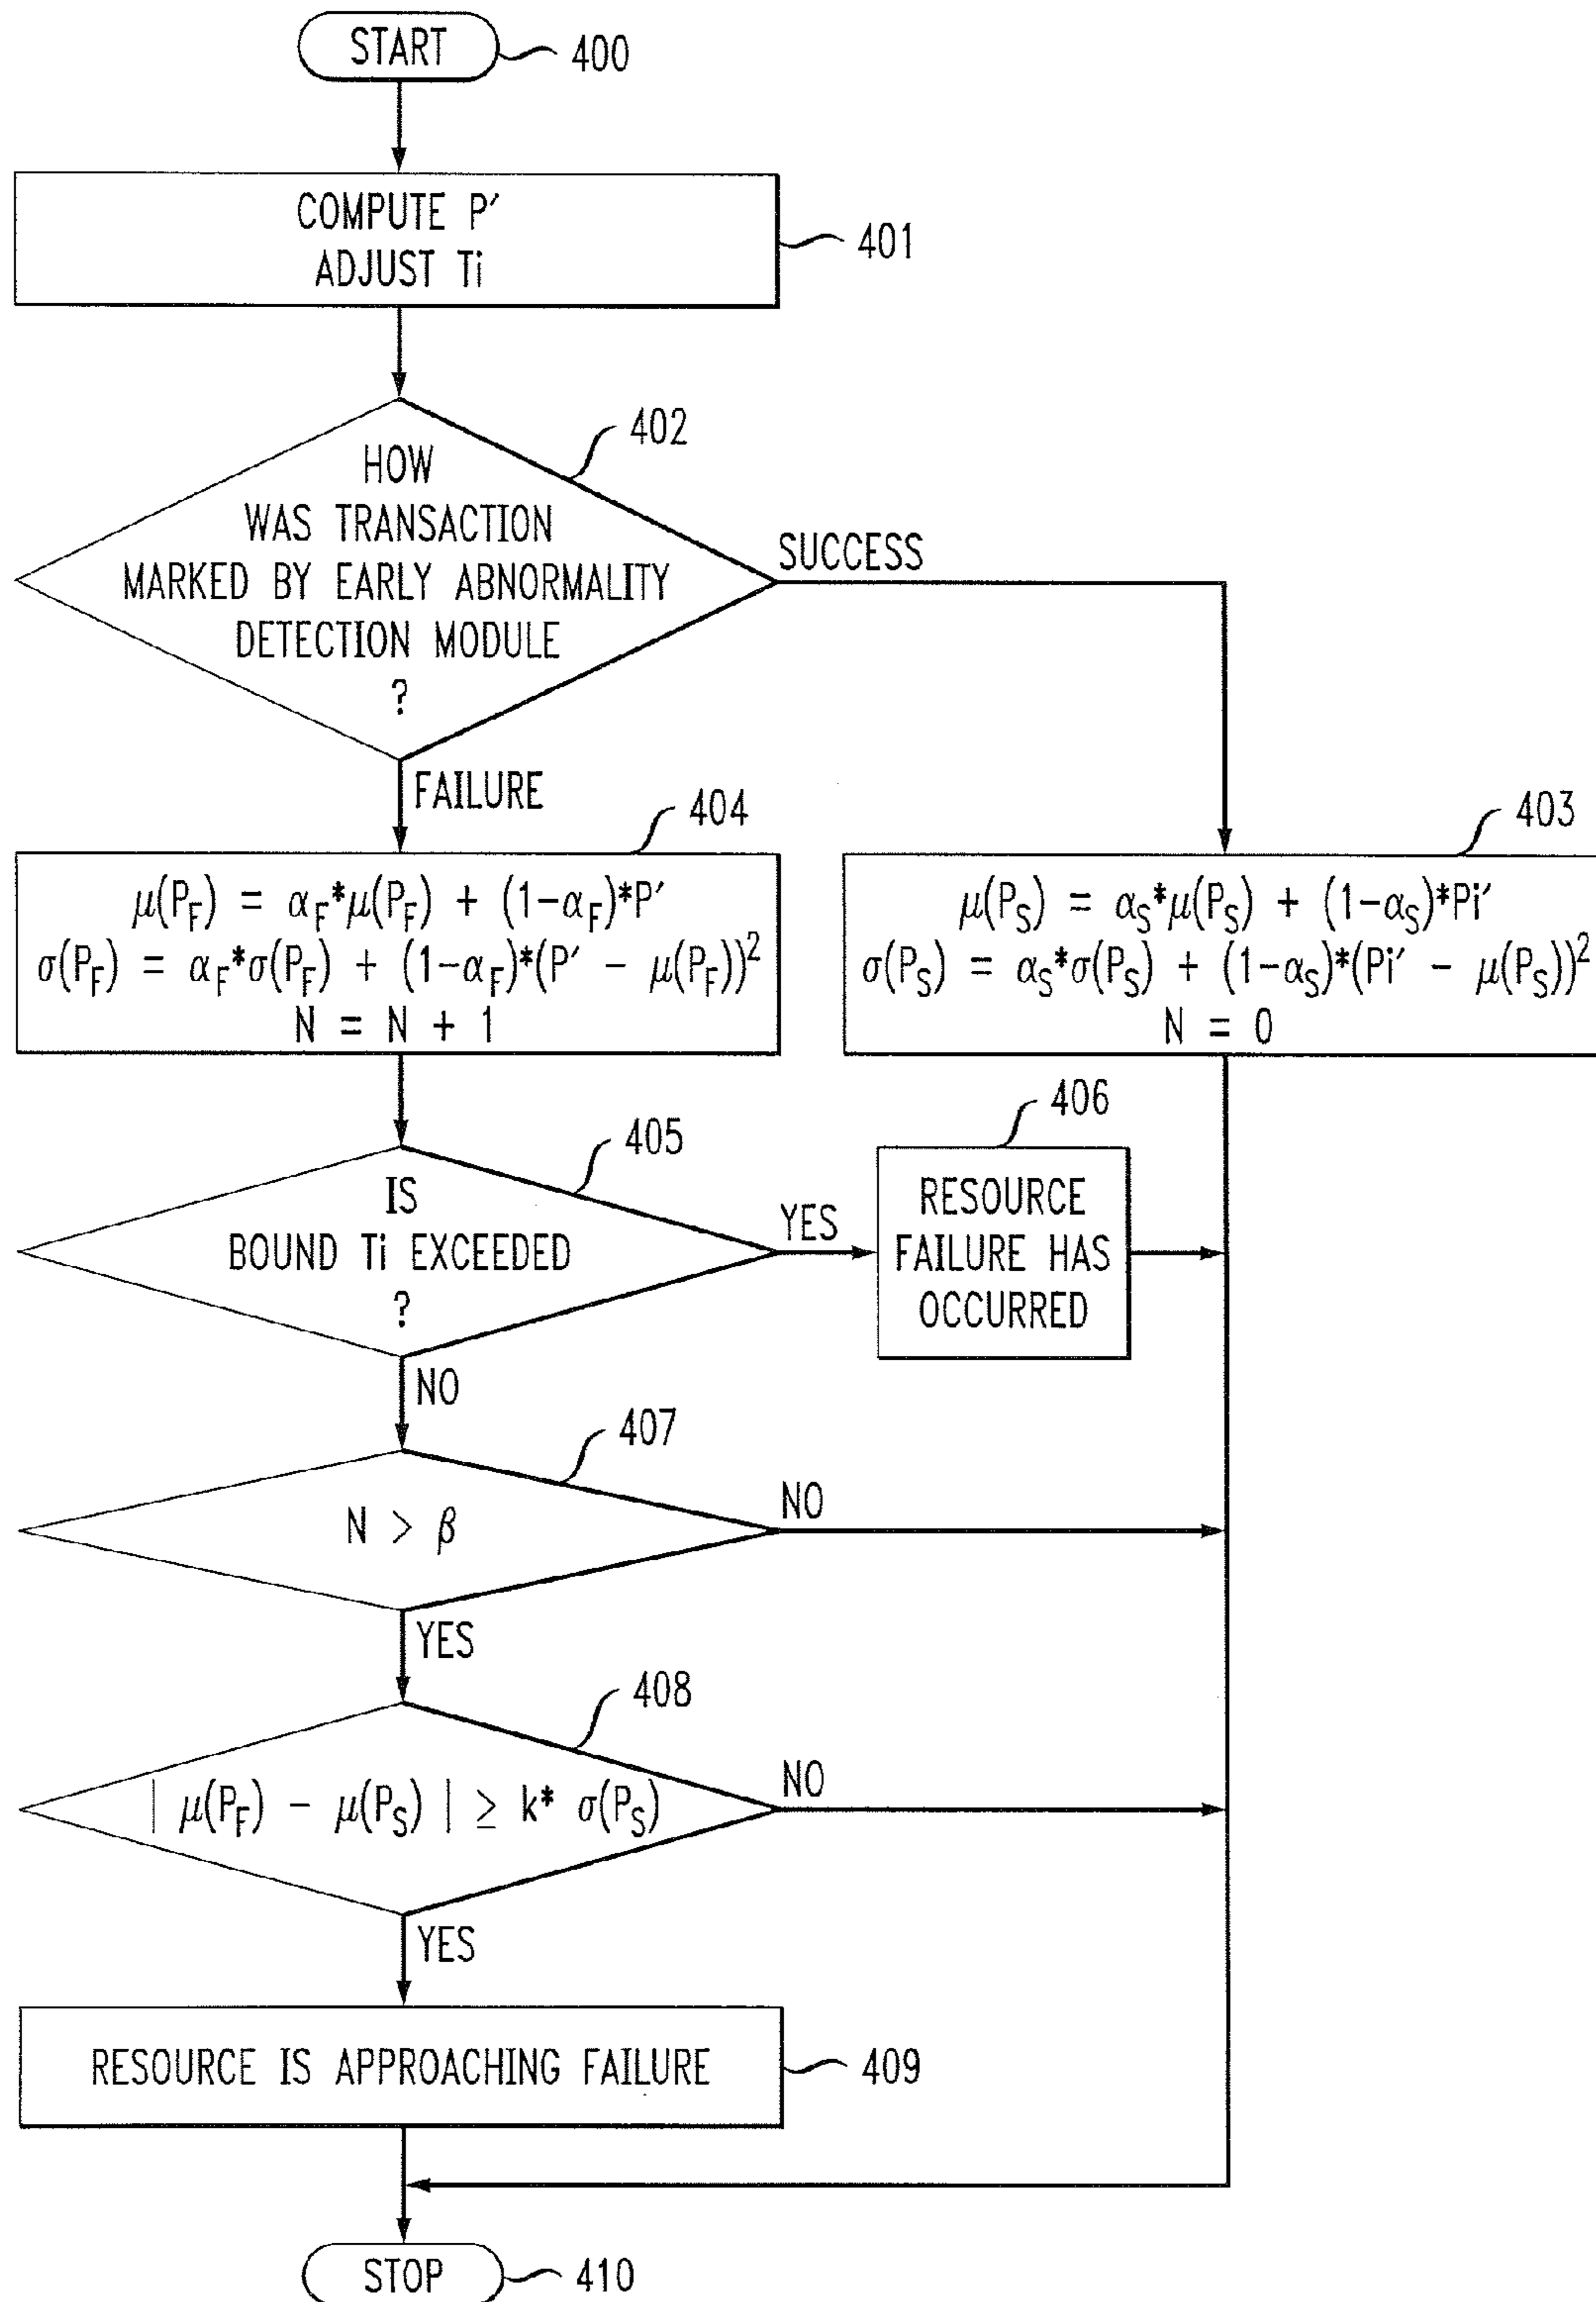 START
400
COMPUTE P′
ADJUST Ti
401
402
HOW
WAS TRANSACTION
MARKED BY EARLY ABNORMALITY
DETECTION MODULE
?
SUCCESS
FAILURE
404
μ(P_F) = α_F*μ(P_F) + (1-α_F)*P′
σ(P_F) = α_F*σ(P_F) + (1-α_F)*(P′ - μ(P_F))²
N = N + 1
403
μ(P_S) = α_S*μ(P_S) + (1-α_S)*Pi′
σ(P_S) = α_S*σ(P_S) + (1-α_S)*(Pi′ - μ(P_S))²
N = 0
405
IS
BOUND Ti EXCEEDED
?
YES
406
RESOURCE
FAILURE HAS
OCCURRED
NO
407
N > β
NO
YES
408
| μ(P_F) - μ(P_S) | ≥ k* σ(P_S)
NO
YES
RESOURCE IS APPROACHING FAILURE
409
STOP
410